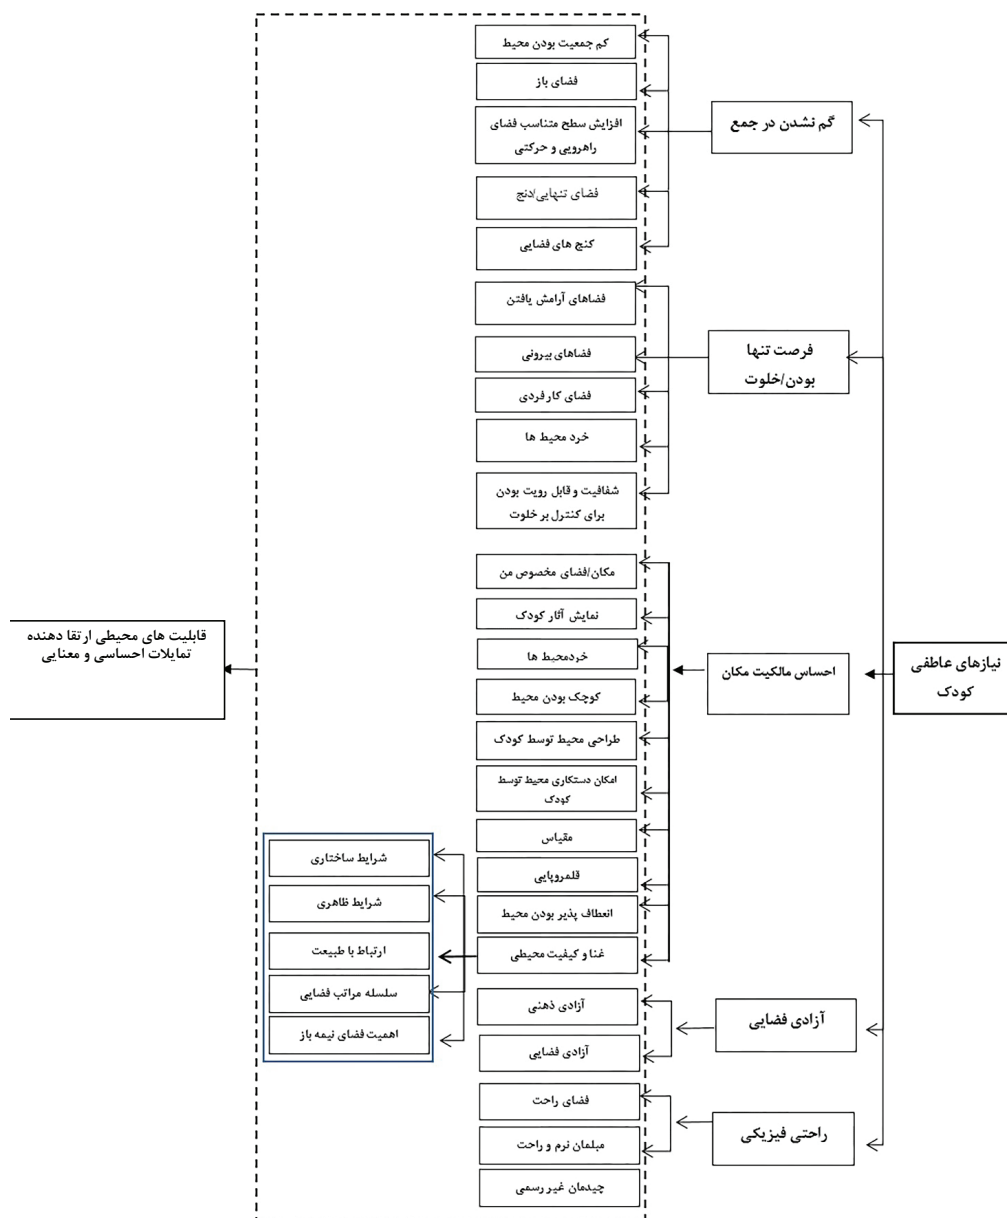 نیازهای عاطفی
کودک
گم نشدن در جمع
کم جمعیت بودن محیط
فضای باز
افزایش سطح متناسب فضای
راهرویی و حرکتی
فضای تنهایی/دنج
کنج های فضایی
فرصت تنها
بودن/خلوت
فضاهای آرامش یافتن
فضاهای بیرونی
فضای کار فردی
خرد محیط ها
شفافیت و قابل رویت بودن
برای کنترل بر خلوت
احساس مالکیت مکان
مکان/فضای مخصوص من
نمایش آثار کودک
خردمحیط ها
کوچک بودن محیط
طراحی محیط توسط کودک
امکان دستکاری محیط توسط
کودک
مقیاس
قلمروپایی
انعطاف پذیر بودن محیط
غنا و کیفیت محیطی
شرایط ساختاری
شرایط ظاهری
ارتباط با طبیعت
سلسله مراتب فضایی
اهمیت فضای نیمه باز
آزادی فضایی
آزادی ذهنی
آزادی فضایی
راحتی فیزیکی
فضای راحت
مبلمان نرم و راحت
چیدمان غیر رسمی
قابلیت های محیطی ارتقا دهنده
تمایلات احساسی و معنایی